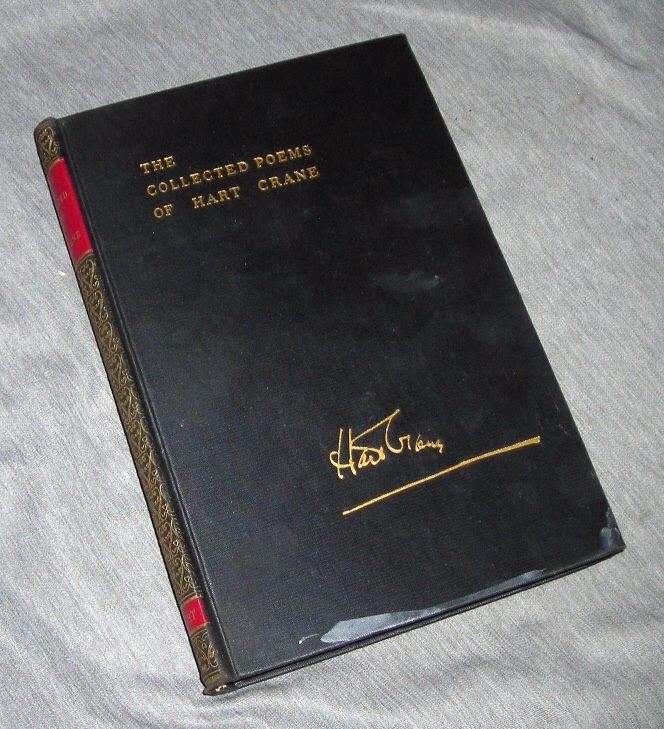 THE
COLLECTED POEMS
OF HART CRANE
Hart Crane